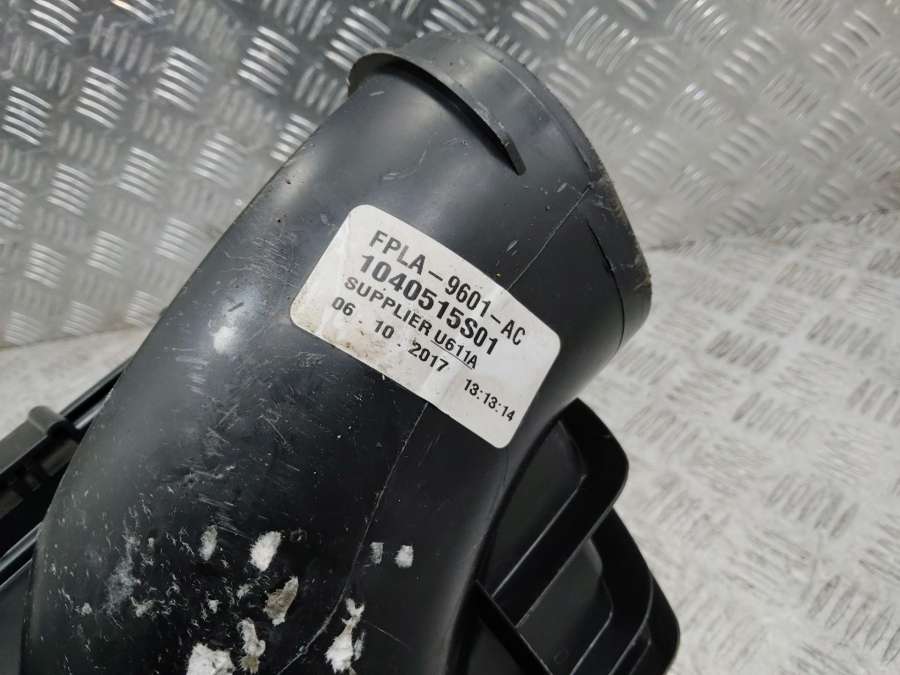 FPLA-9601-AC
1040515S01
SUPPLIER U611A
06 - 10 - 2017 13:13:14